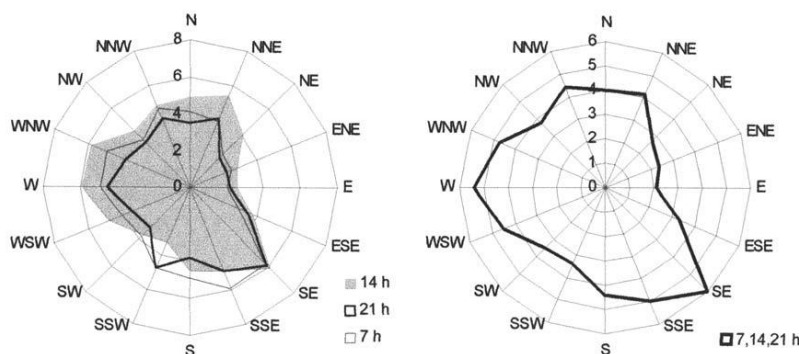 N
NNE
NE
ENE
E
ESE
SE
SSE
S
SSW
SW
WSW
W
WNW
NW
NNW
8
6
4
2
0
14 h
21 h
7 h
N
NNE
NE
ENE
E
ESE
SE
SSE
S
SSW
SW
WSW
W
WNW
NW
NNW
6
5
4
3
2
1
0
7,14,21 h